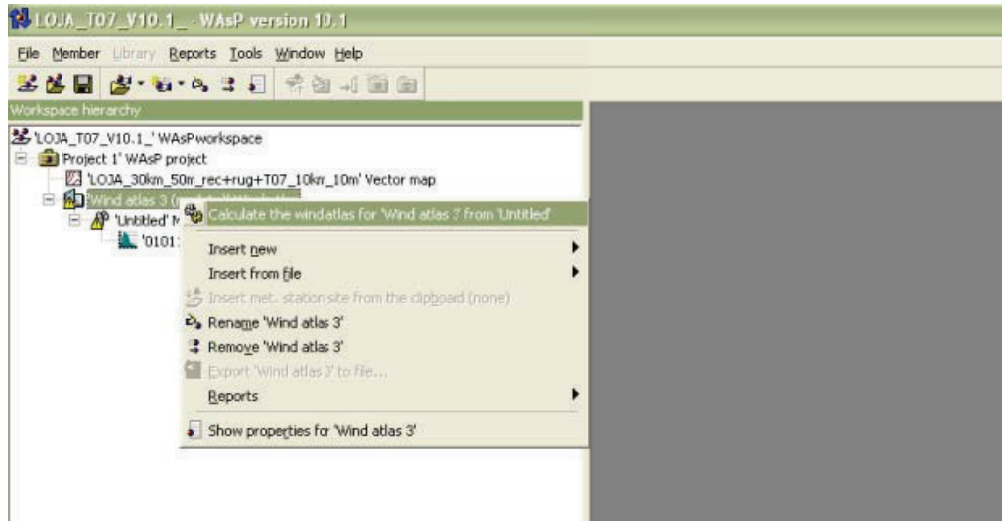 LOJA_T07_V10.1_ - WAsP version 10.1
File Member Library Reports Tools Window Help
Workspace hierarchy
'LOJA_T07_V10.1_' WAsP workspace
Project 1' WAsP project
'LOJA_30km_50m_rec+rug+T07_10km_10m' Vector map
'Wind atlas 3
'Untitled' M
'0101
Calculate the windatlas for 'Wind atlas 3' from 'Untitled'
Insert new
Insert from file
Insert met. station site from the clipboard (none)
Rename 'Wind atlas 3'
Remove 'Wind atlas 3'
Export 'Wind atlas 3' to file...
Reports
Show properties for 'Wind atlas 3'